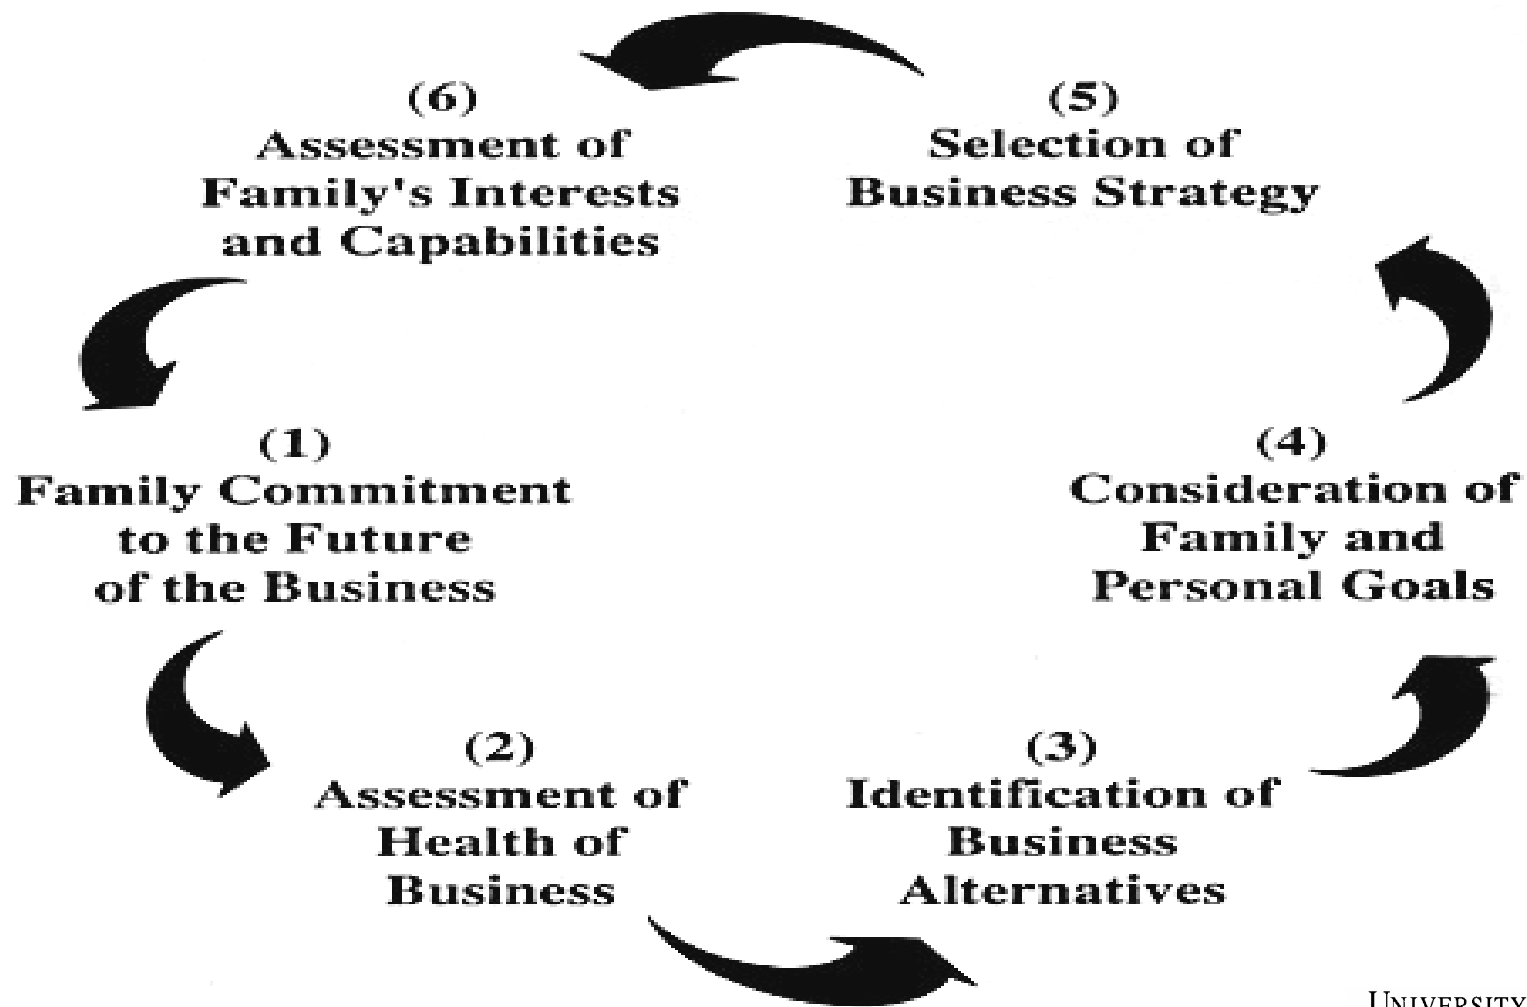 (6)
Assessment of
Family's Interests
and Capabilities
(5)
Selection of
Business Strategy
(1)
Family Commitment
to the Future
of the Business
(4)
Consideration of
Family and
Personal Goals
(2)
Assessment of
Health of
Business
(3)
Identification of
Business
Alternatives
UNIVERSITY